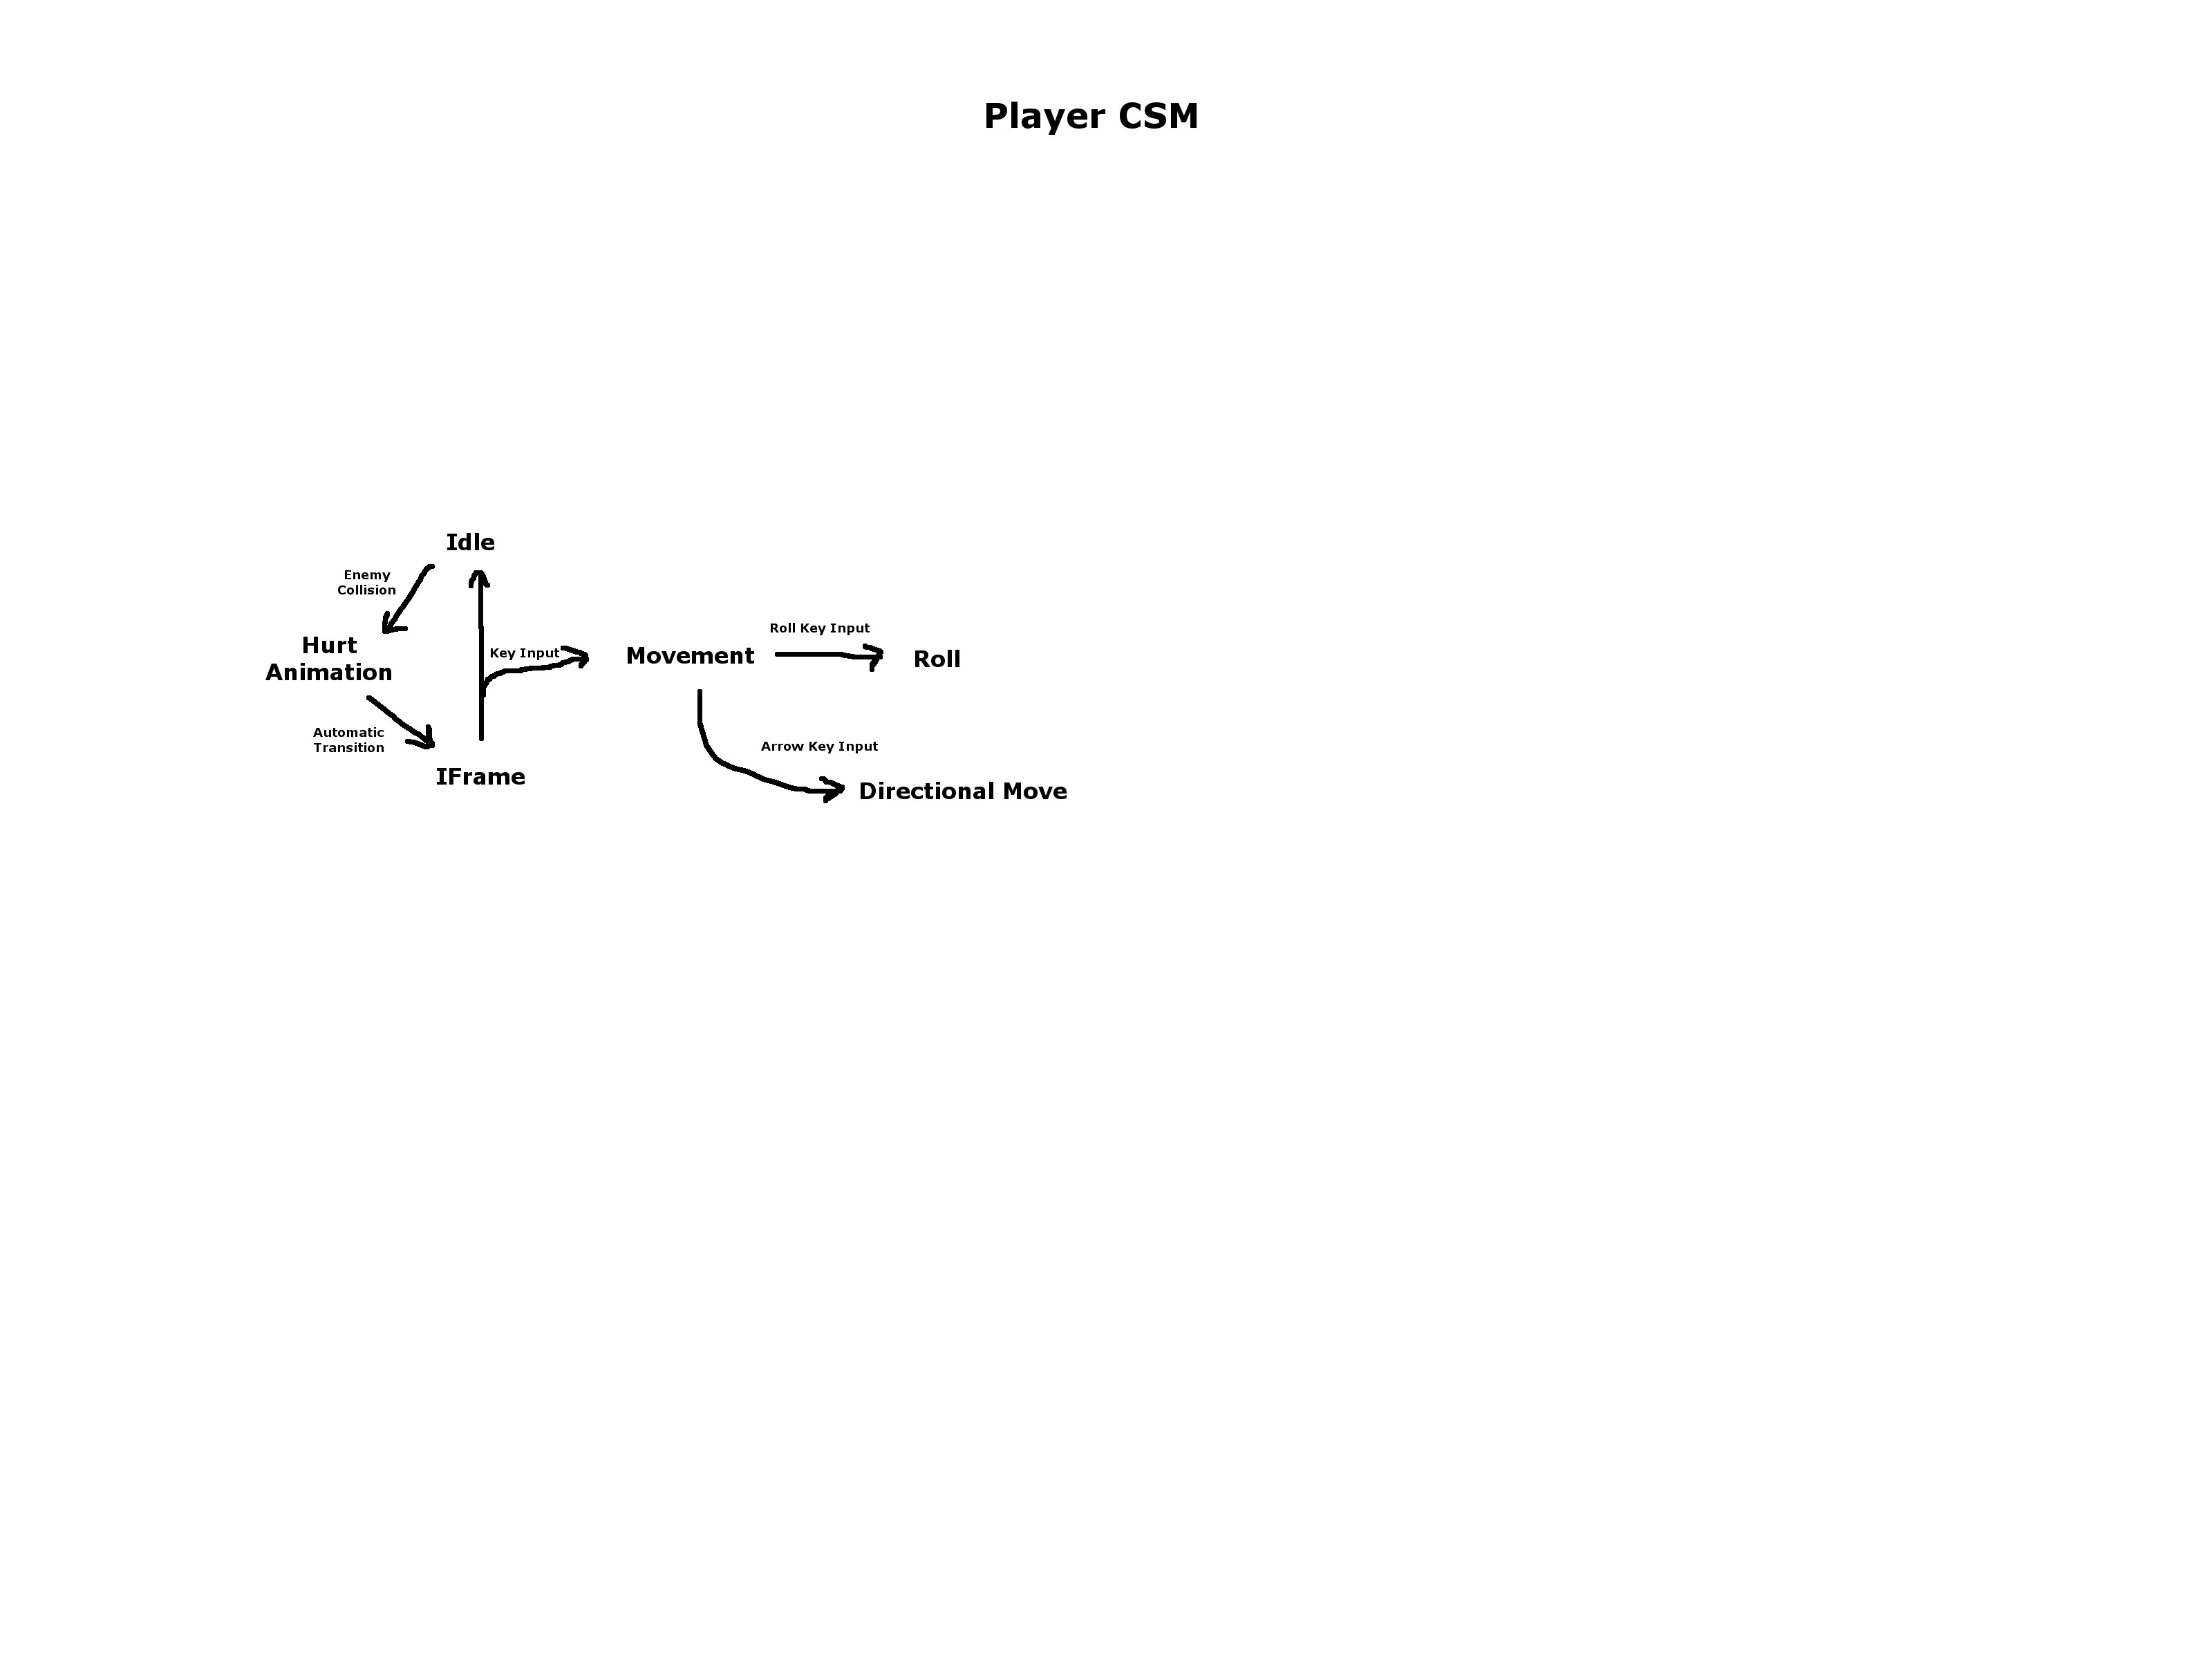 Player CSM
Idle
Enemy
Collision
Hurt
Animation
Key Input
Movement
Roll Key Input
Roll
Automatic
Transition
IFrame
Arrow Key Input
Directional Move